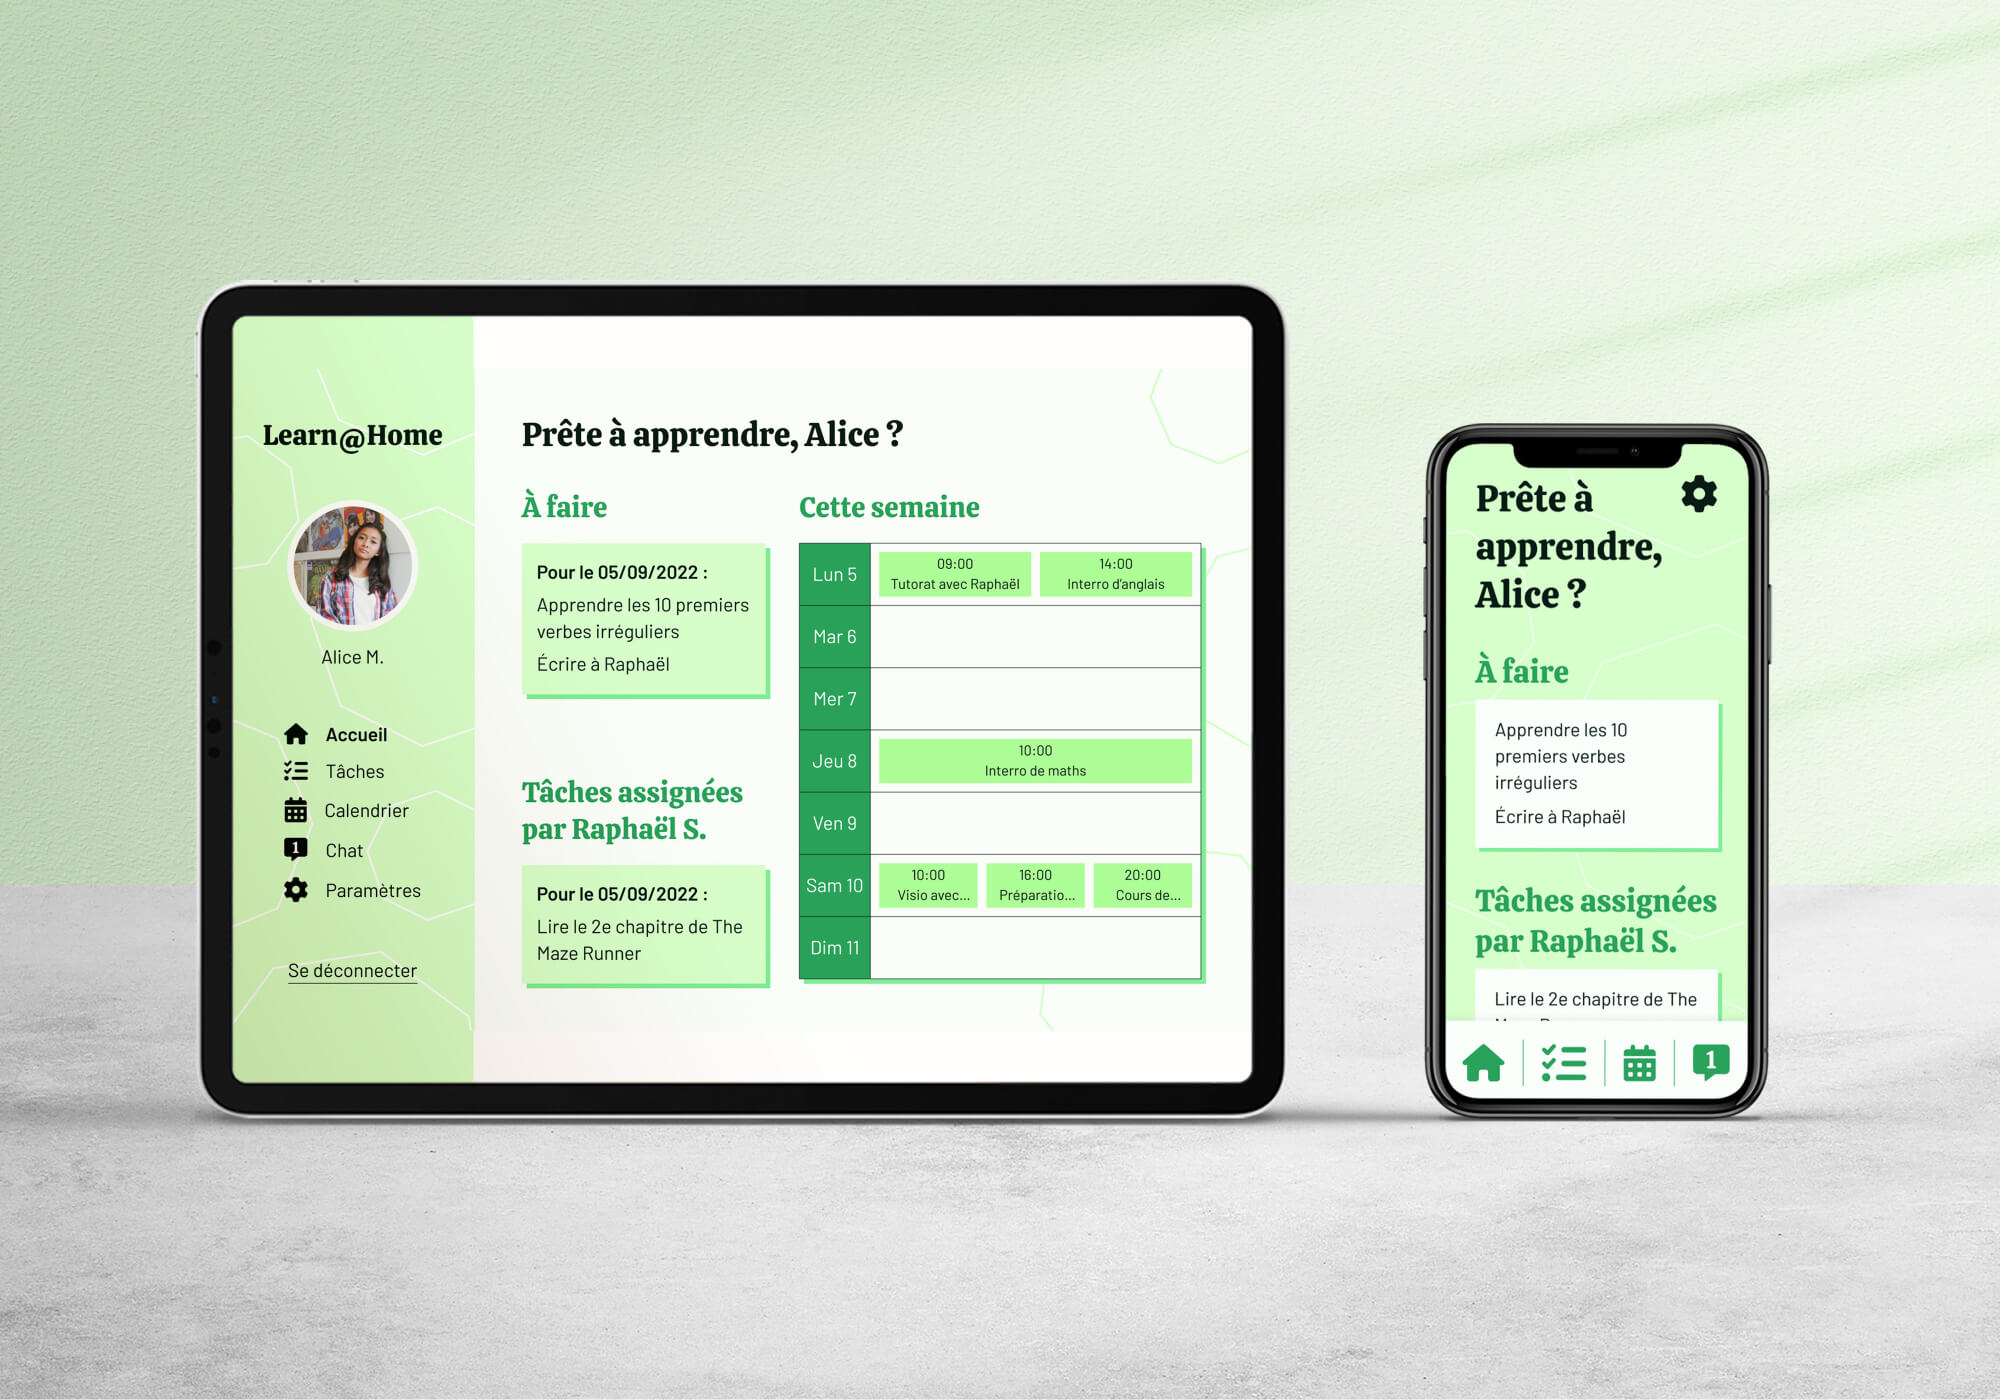 Learn@Home
Alice M.
Accueil
Tâches
Calendrier
1
Chat
Paramètres
Se déconnecter
Prête à apprendre, Alice ?
À faire
Pour le 05/09/2022 :
Apprendre les 10 premiers
verbes irréguliers
Écrire à Raphaël
Tâches assignées
par Raphaël S.
Pour le 05/09/2022 :
Lire le 2e chapitre de The
Maze Runner
Cette semaine
Lun 5
09:00
Tutorat avec Raphaël
14:00
Interro d'anglais
Mar 6
Mer 7
Jeu 8
10:00
Interro de maths
Ven 9
Sam 10
10:00
Visio avec...
16:00
Préparatio...
20:00
Cours de...
Dim 11
Prête à
apprendre,
Alice ?
À faire
Apprendre les 10
premiers verbes
irréguliers
Écrire à Raphaël
Tâches assignées
par Raphaël S.
Lire le 2e chapitre de The
1